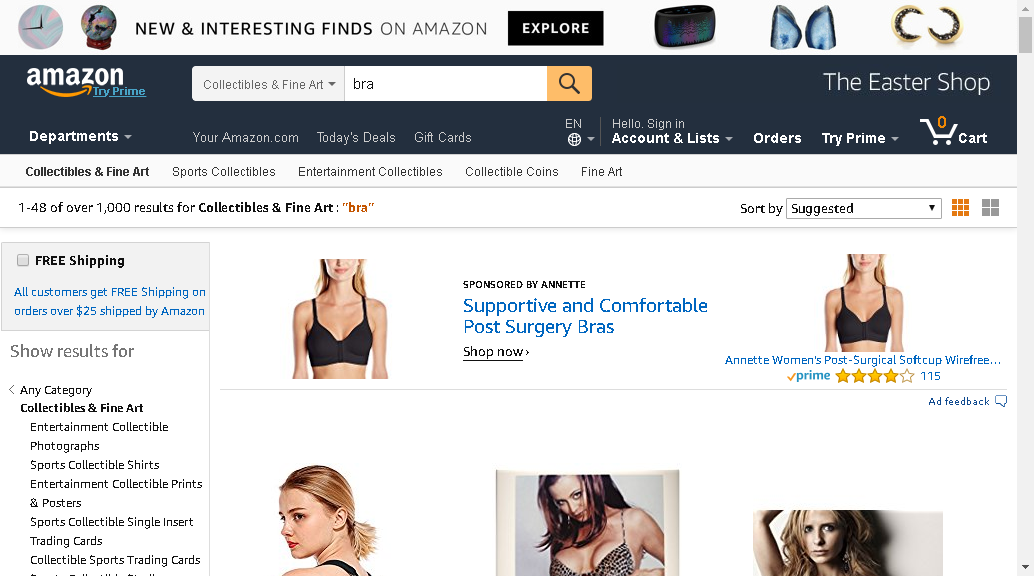 NEW & INTERESTING FINDS ON AMAZON
EXPLORE
amazon
Try Prime
Collectibles & Fine Art
bra
The Easter Shop
Departments
Your Amazon.com
Today's Deals
Gift Cards
EN
Hello. Sign in
Account & Lists
Orders
Try Prime
0
Cart
Collectibles & Fine Art
Sports Collectibles
Entertainment Collectibles
Collectible Coins
Fine Art
1-48 of over 1,000 results for Collectibles & Fine Art : "bra"
Sort by
Suggested
FREE Shipping
All customers get FREE Shipping on
orders over $25 shipped by Amazon
Show results for
Any Category
Collectibles & Fine Art
Entertainment Collectible
Photographs
Sports Collectible Shirts
Entertainment Collectible Prints
& Posters
Sports Collectible Single Insert
Trading Cards
Collectible Sports Trading Cards
SPONSORED BY ANNETTE
Supportive and Comfortable
Post Surgery Bras
Shop now ›
Annette Women's Post-Surgical Softcup Wirefree...
prime
115
Ad feedback